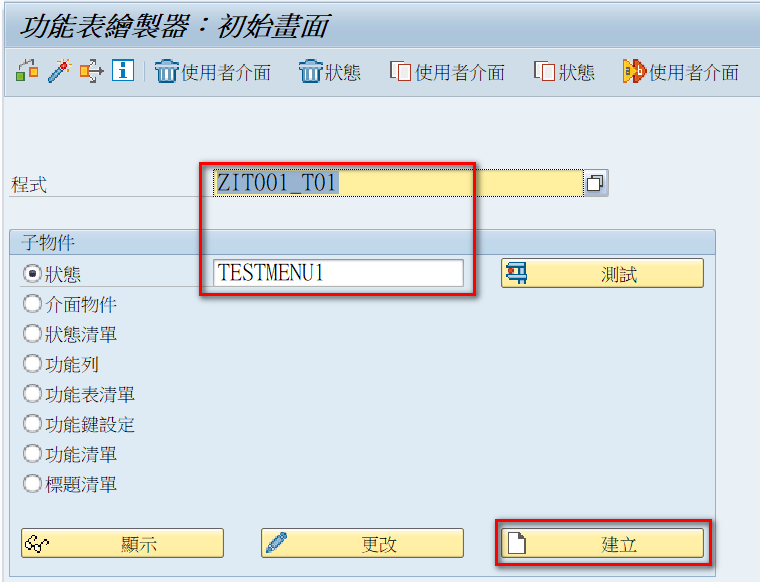 功能表繪製器：初始畫面
使用者介面 狀態 使用者介面 狀態 使用者介面
程式 ZIT001_T01
子物件
狀態 TESTMENU1 測試
介面物件
狀態清單
功能列
功能表清單
功能鍵設定
功能清單
標題清單
顯示 更改 建立